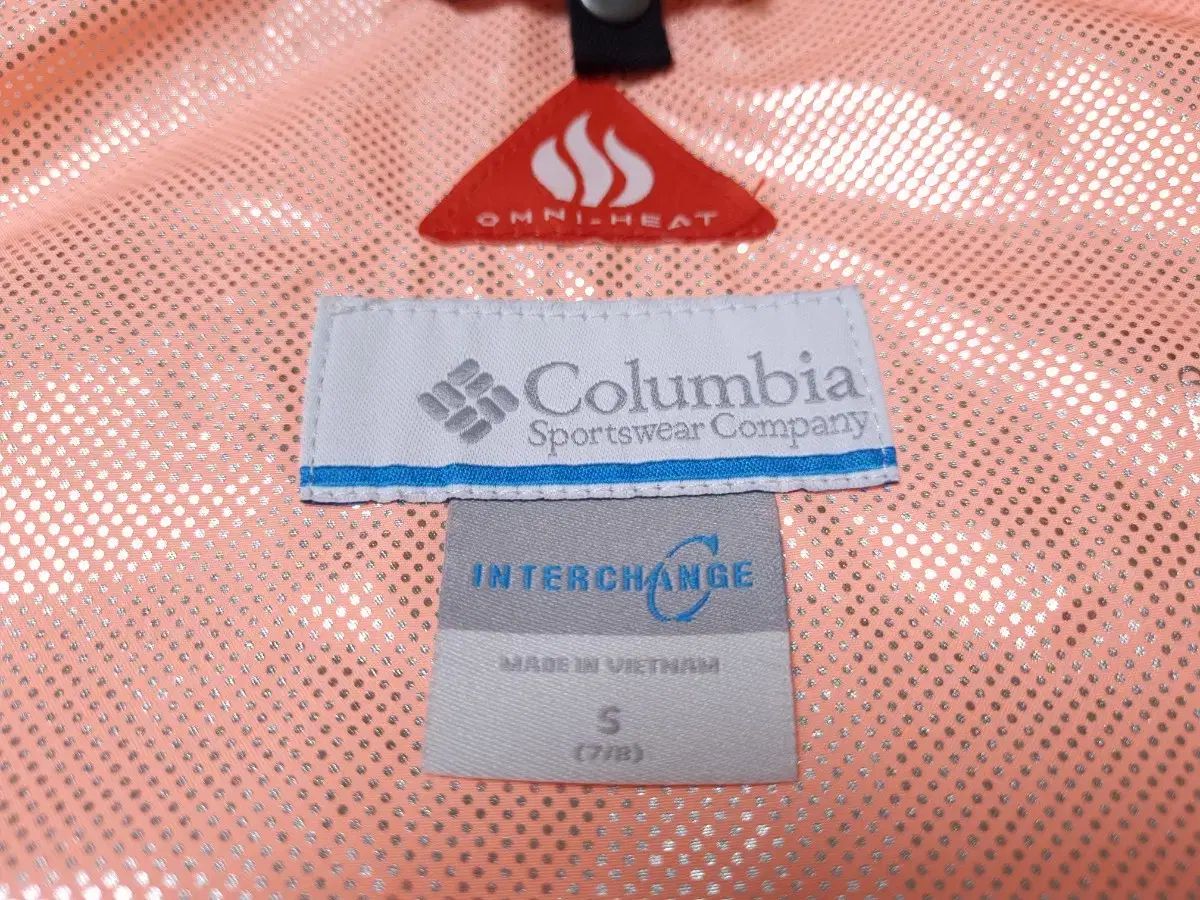 OMNI-HEAT
Columbia
Sportswear Company
INTERCHANGE
MADE IN VIETNAM
S
(7/8)